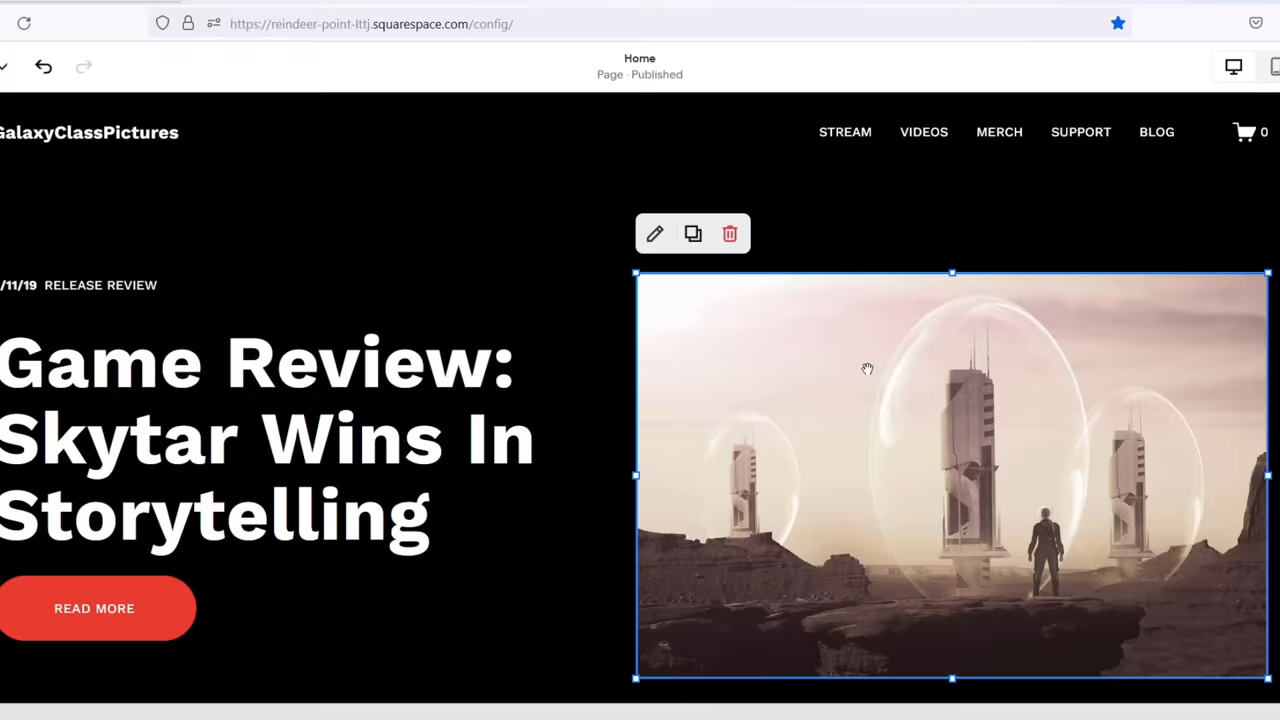 https://reindeer-point-lttj.squarespace.com/config/
Home
Page · Published
GalaxyClassPictures
STREAM VIDEOS MERCH SUPPORT BLOG 0
/11/19 RELEASE REVIEW
Game Review:
Skytar Wins In
Storytelling
READ MORE